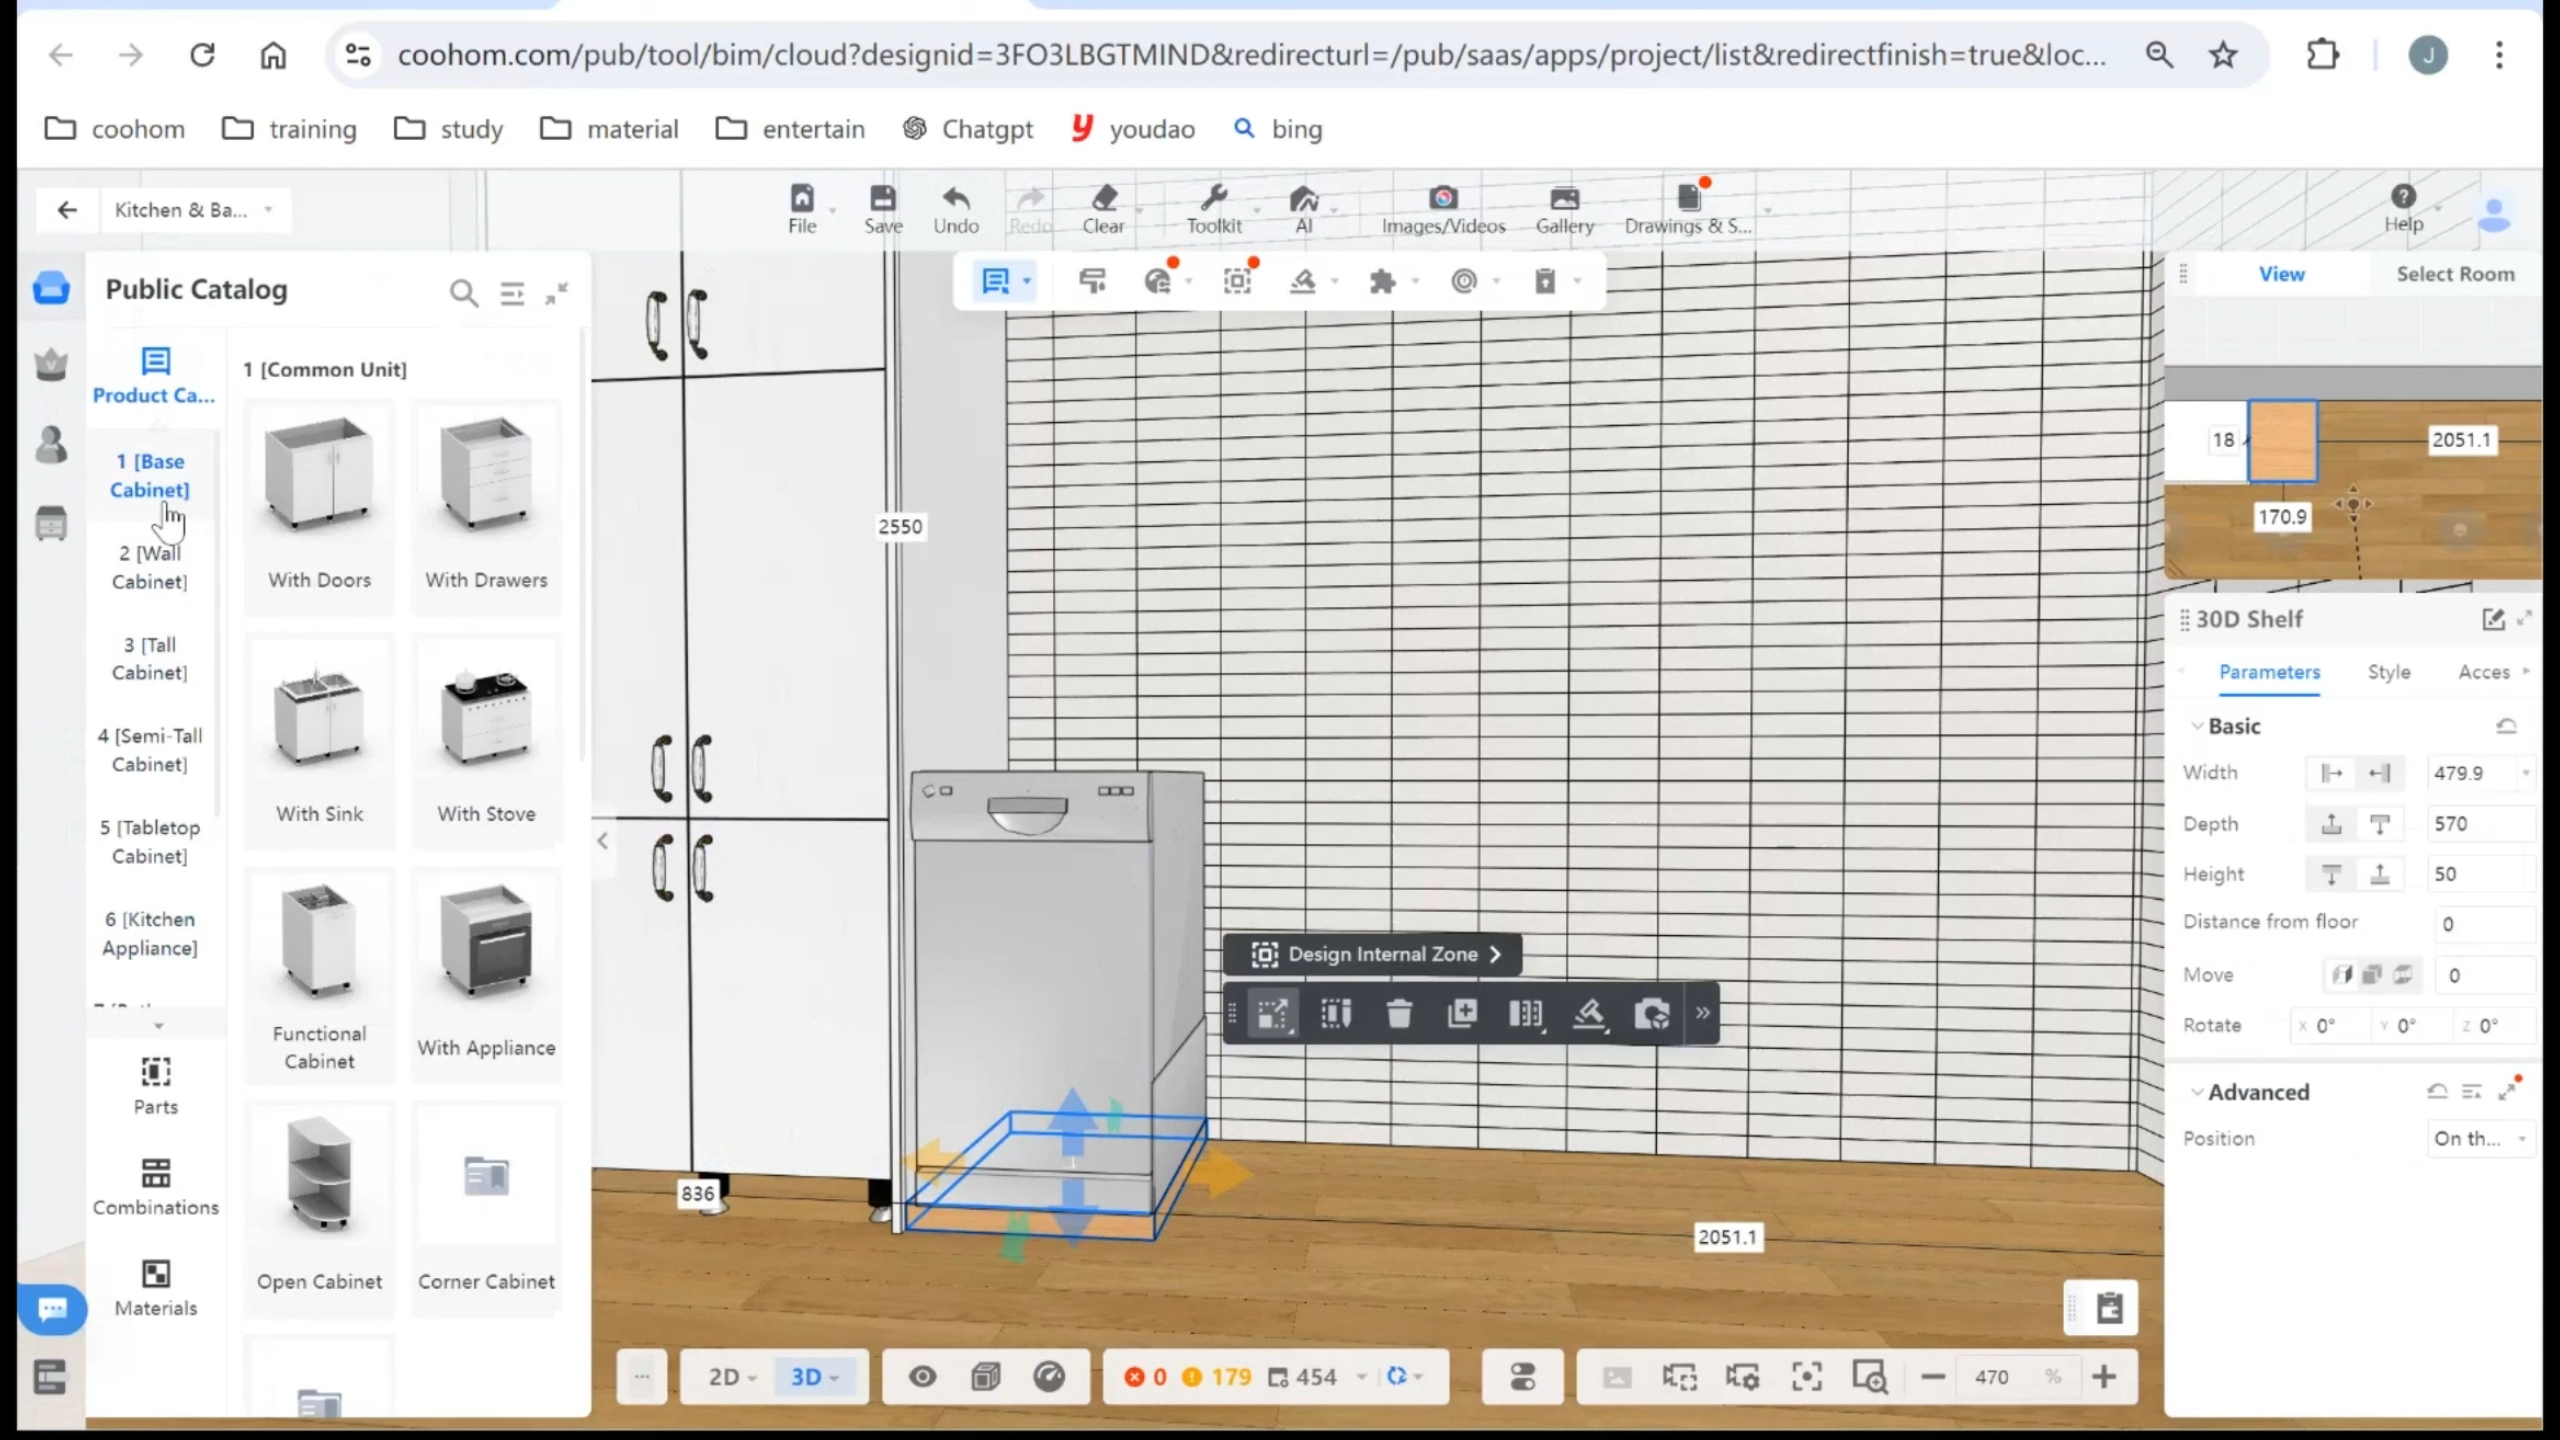 coohom.com/pub/tool/bim/cloud?designid=3FO3LBGTMIND&redirecturl=/pub/saas/apps/project/list&redirectfinish=true&loc...
J
coohom
training
study
material
entertain
Chatgpt
youdao
bing
Kitchen & Ba...
File
Save
Undo
Redo
Clear
Toolkit
AI
Images/Videos
Gallery
Drawings & S...
Help
Public Catalog
Product Ca...
1 [Base
Cabinet]
2 [Wall
Cabinet]
3 [Tall
Cabinet]
4 [Semi-Tall
Cabinet]
5 [Tabletop
Cabinet]
6 [Kitchen
Appliance]
Parts
Combinations
Materials
1 [Common Unit]
With Doors
With Drawers
With Sink
With Stove
Functional
Cabinet
With Appliance
Open Cabinet
Corner Cabinet
2550
836
2051.1
Design Internal Zone
View
Select Room
18
2051.1
170.9
30D Shelf
Parameters
Style
Acces
Basic
Width
479.9
Depth
570
Height
50
Distance from floor
0
Move
0
Rotate
X 0°
Y 0°
Z 0°
Advanced
Position
On th...
2D
3D
0
179
454
470
%